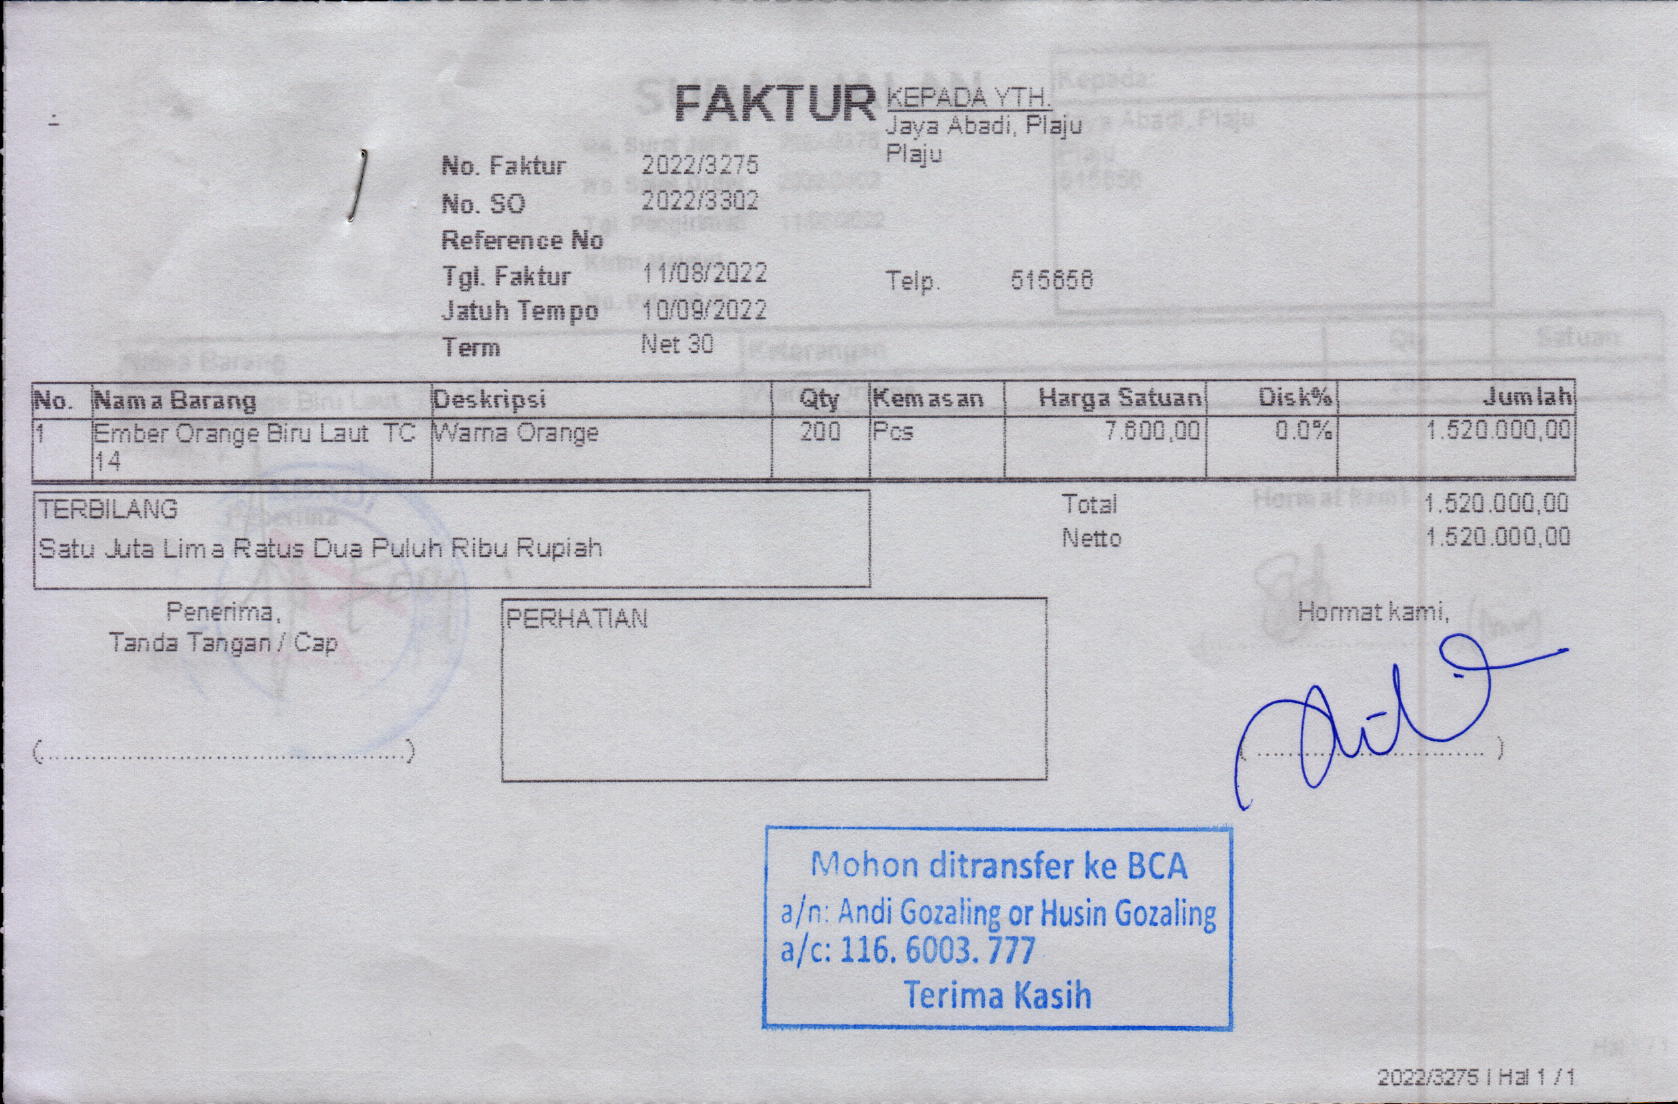 FAKTUR
KEPADA YTH.
Jaya Abadi, Plaju
Plaju
No. Faktur 2022/3275
No. SO 2022/3302
Reference No
Tgl. Faktur 11/08/2022
Telp. 515656
Jatuh Tempo 10/09/2022
Term Net 30
No. Nama Barang Deskripsi Qty Kemasan Harga Satuan Disk% Jumlah
1 Ember Orange Biru Laut TC Warna Orange 200 Pcs 7.600,00 0.0% 1.520.000,00
14
TERBILANG
Satu Juta Lima Ratus Dua Puluh Ribu Rupiah
Total 1.520.000,00
Netto 1.520.000,00
Penerima,
Tanda Tangan / Cap
PERHATIAN
Hormat kami,
(..............................................)
(.............................. )
Mohon ditransfer ke BCA
a/n: Andi Gozaling or Husin Gozaling
a/c: 116. 6003. 777
Terima Kasih
2022/3275 | Hal 1 / 1